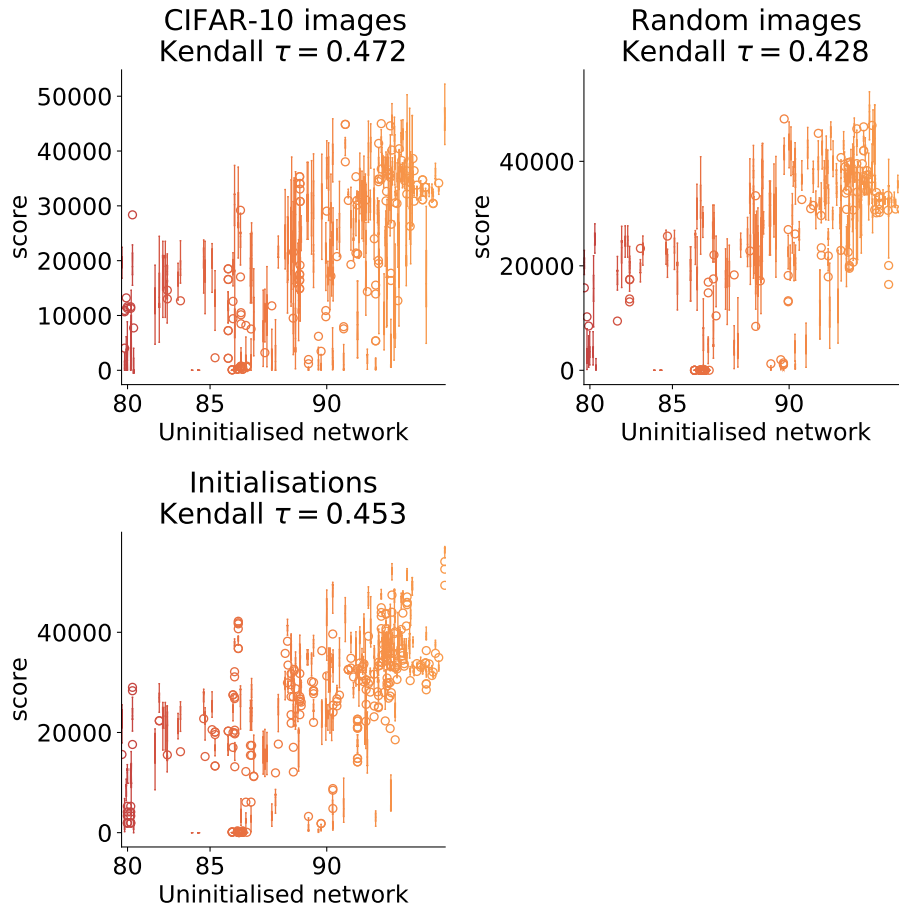 CIFAR-10 images
Kendall τ = 0.472
50000
40000
30000
20000
10000
0
score
80
85
90
Uninitialised network
Random images
Kendall τ = 0.428
40000
20000
0
score
80
90
Uninitialised network
Initialisations
Kendall τ = 0.453
40000
20000
0
score
80
85
90
Uninitialised network